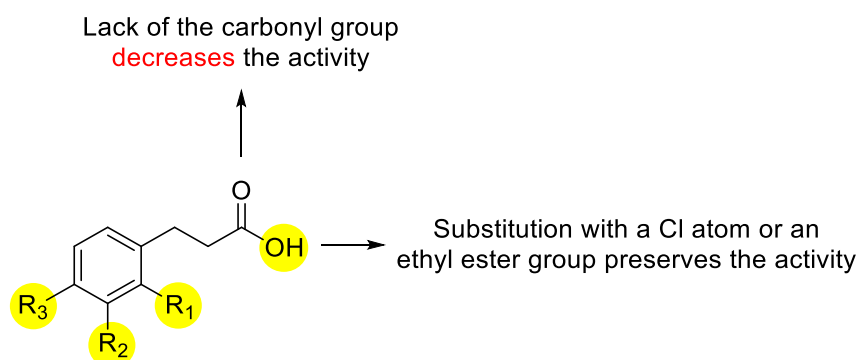 Lack of the carbonyl group
decreases the activity
O
OH
Substitution with a Cl atom or an
ethyl ester group preserves the activity
R₃
R₁
R₂